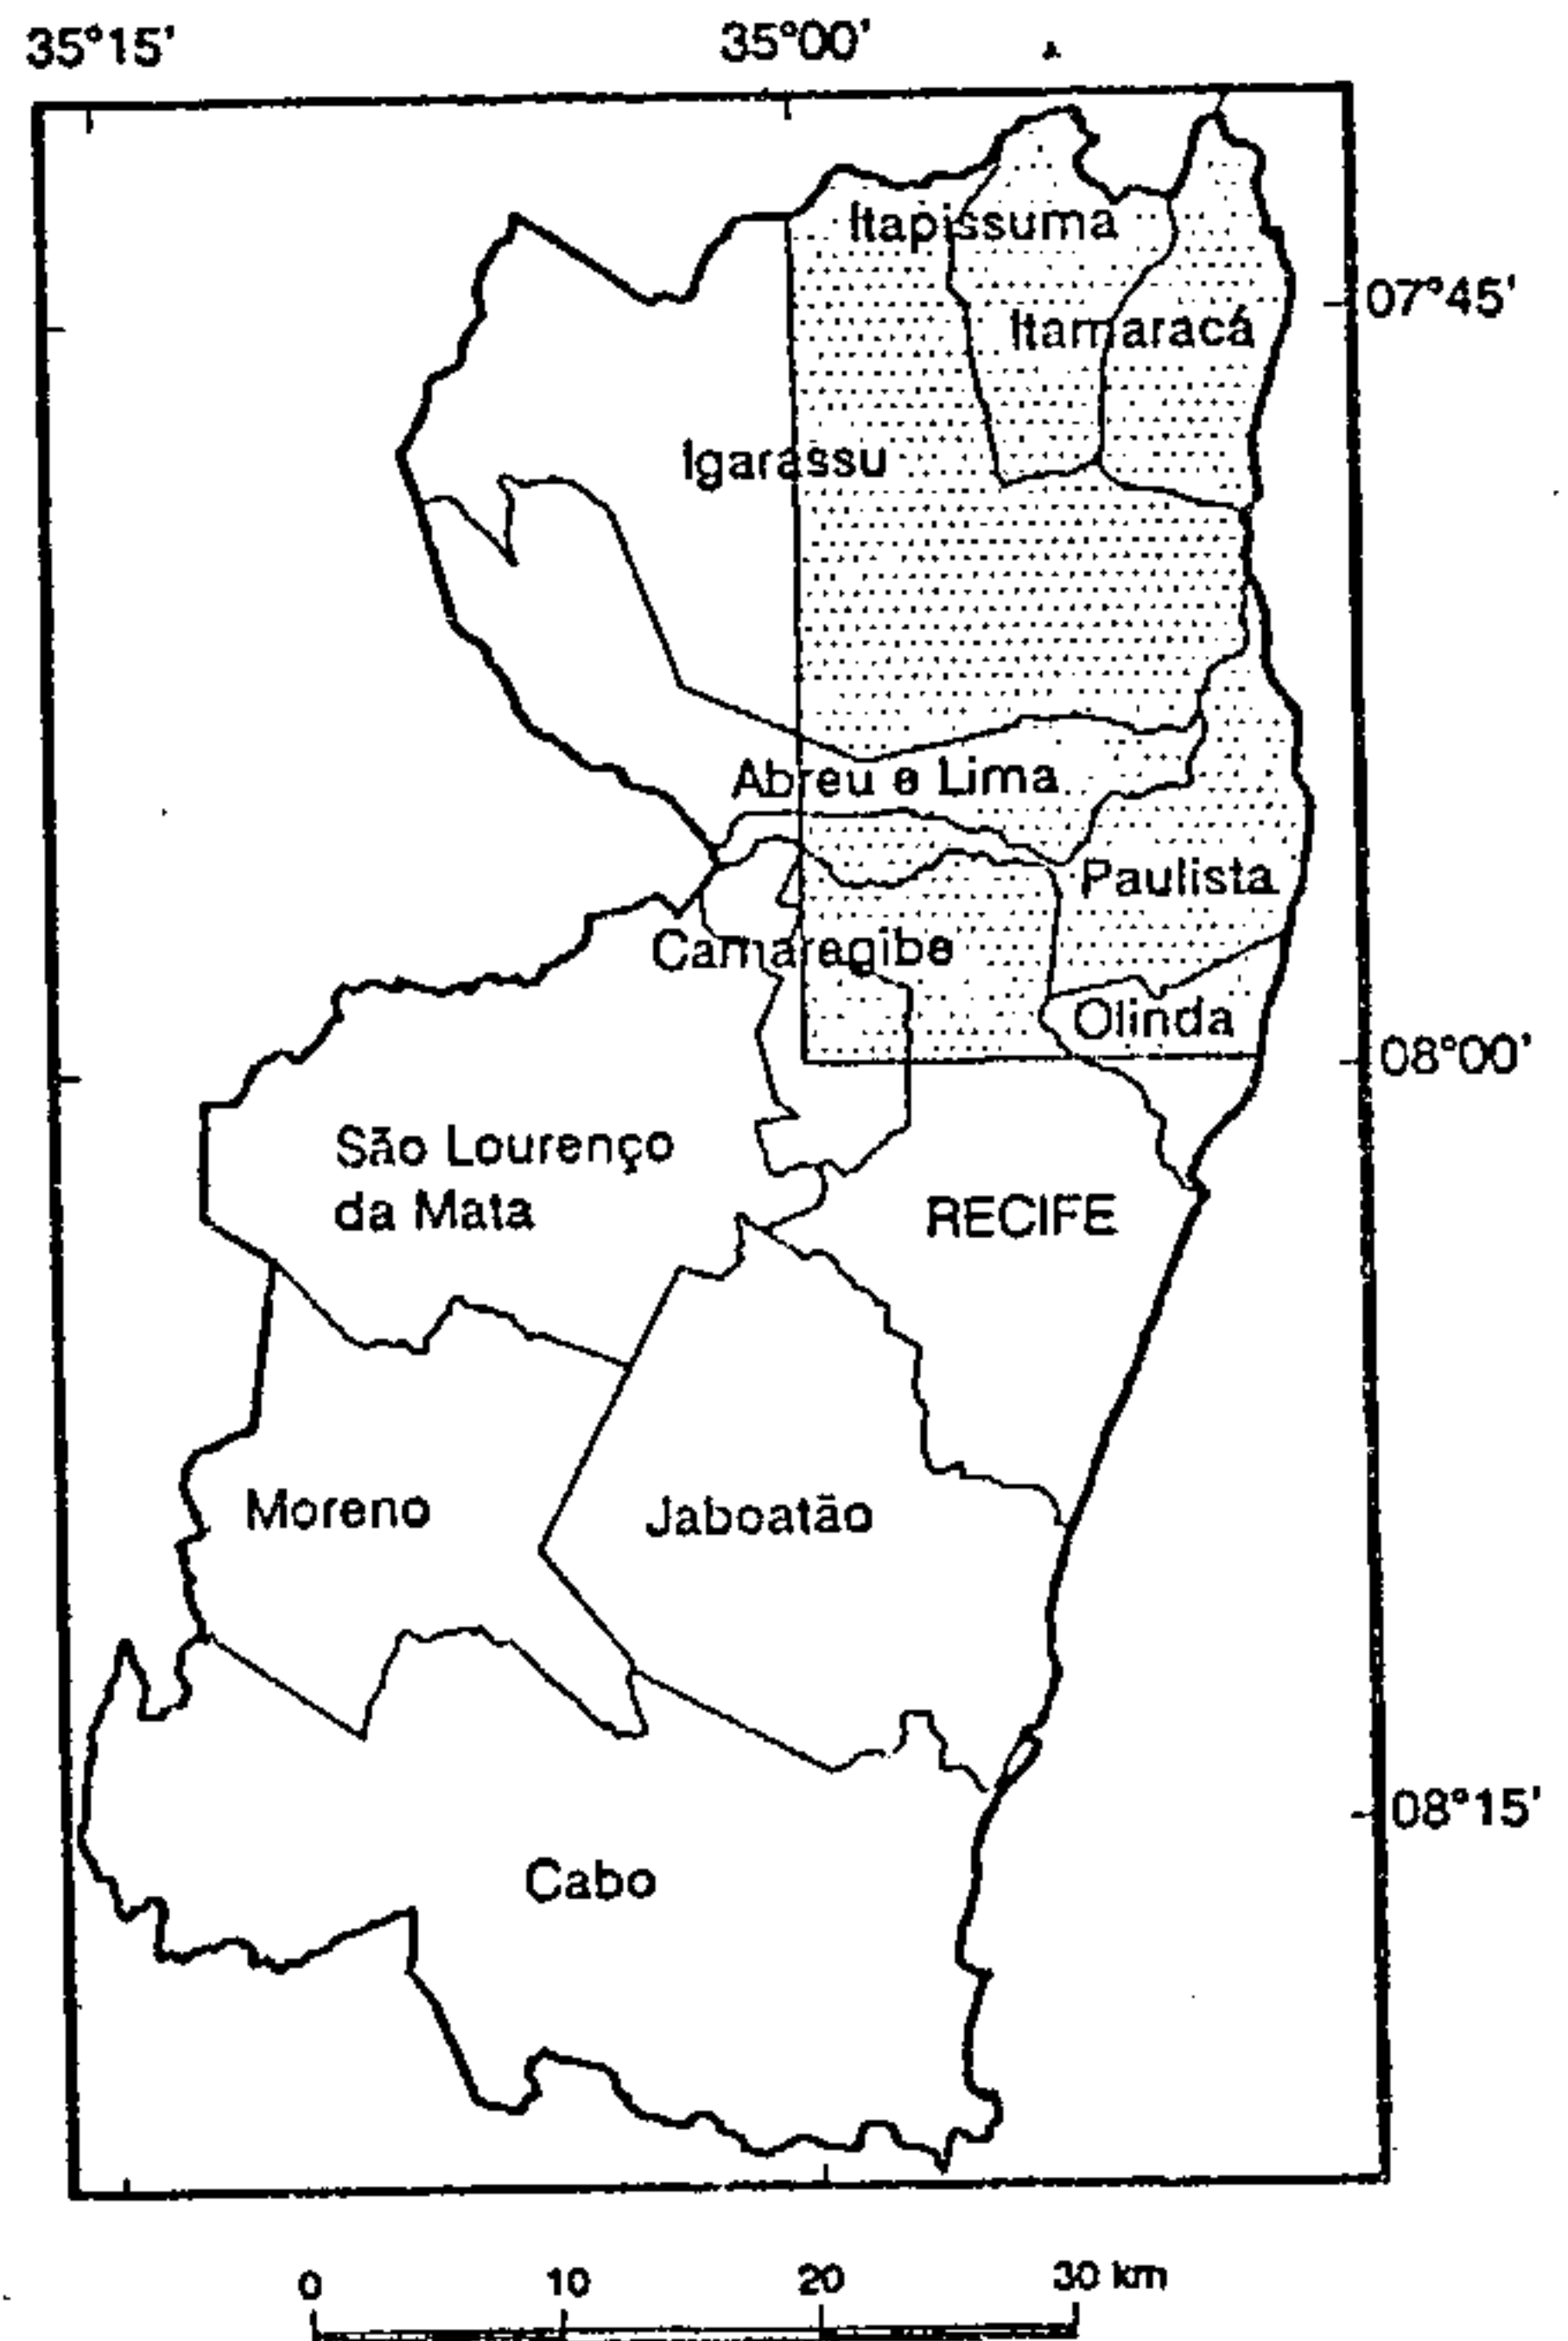 35°15' 35°00'
Itapissuma
07°45'
Itamaracá
Igarassu
Abreu e Lima
Paulista
Camaragibe
Olinda
08°00'
São Lourenço
da Mata
RECIFE
Moreno
Jaboatão
08°15'
Cabo
0 10 20 30 km